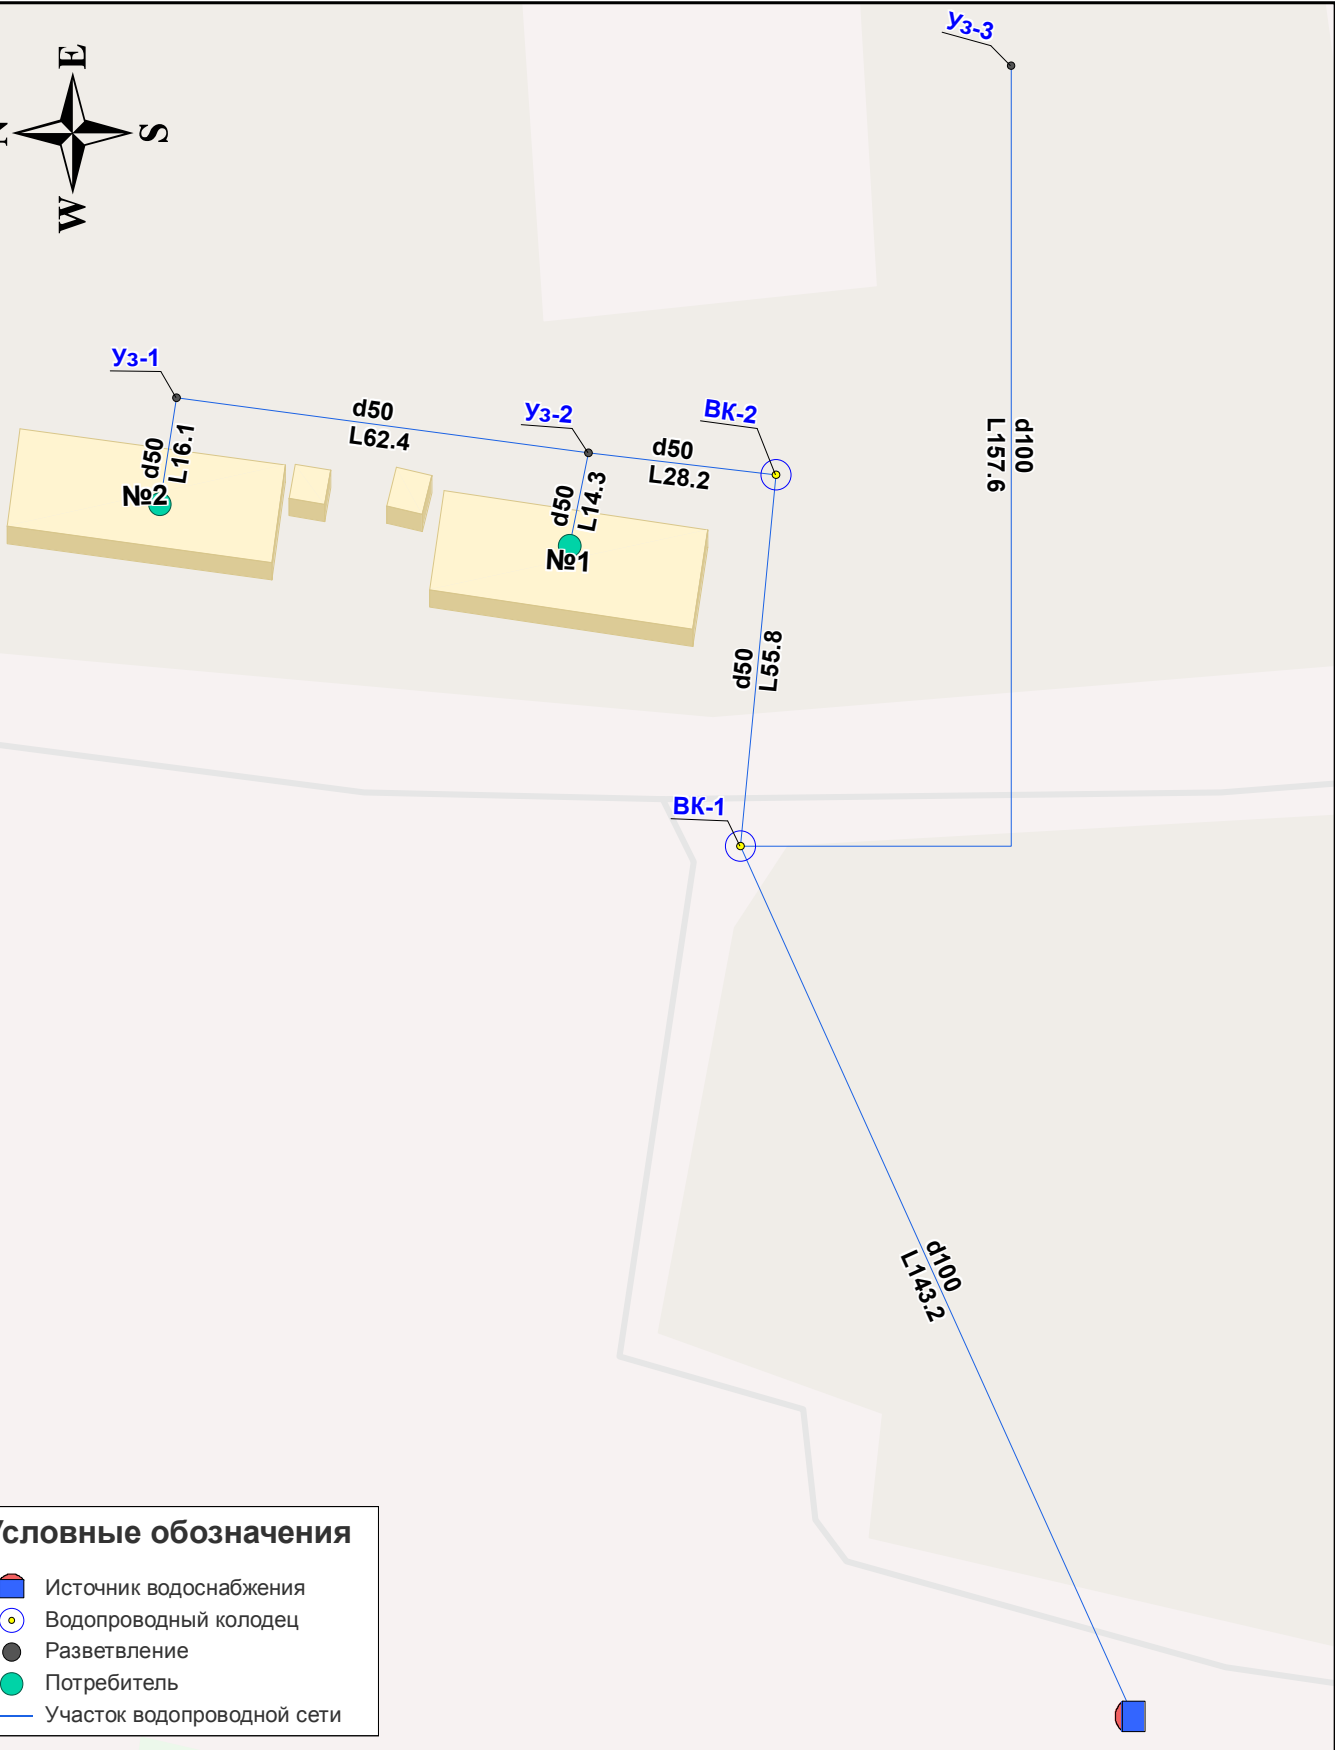 Уз-3
E
N
S
W
Уз-1
d50
L62.4
Уз-2
ВК-2
d50
L28.2
d50
L16.1
№2
d50
L14.3
№1
d100
L157.6
d50
L55.8
ВК-1
d100
L143.2
Условные обозначения
Источник водоснабжения
Водопроводный колодец
Разветвление
Потребитель
Участок водопроводной сети